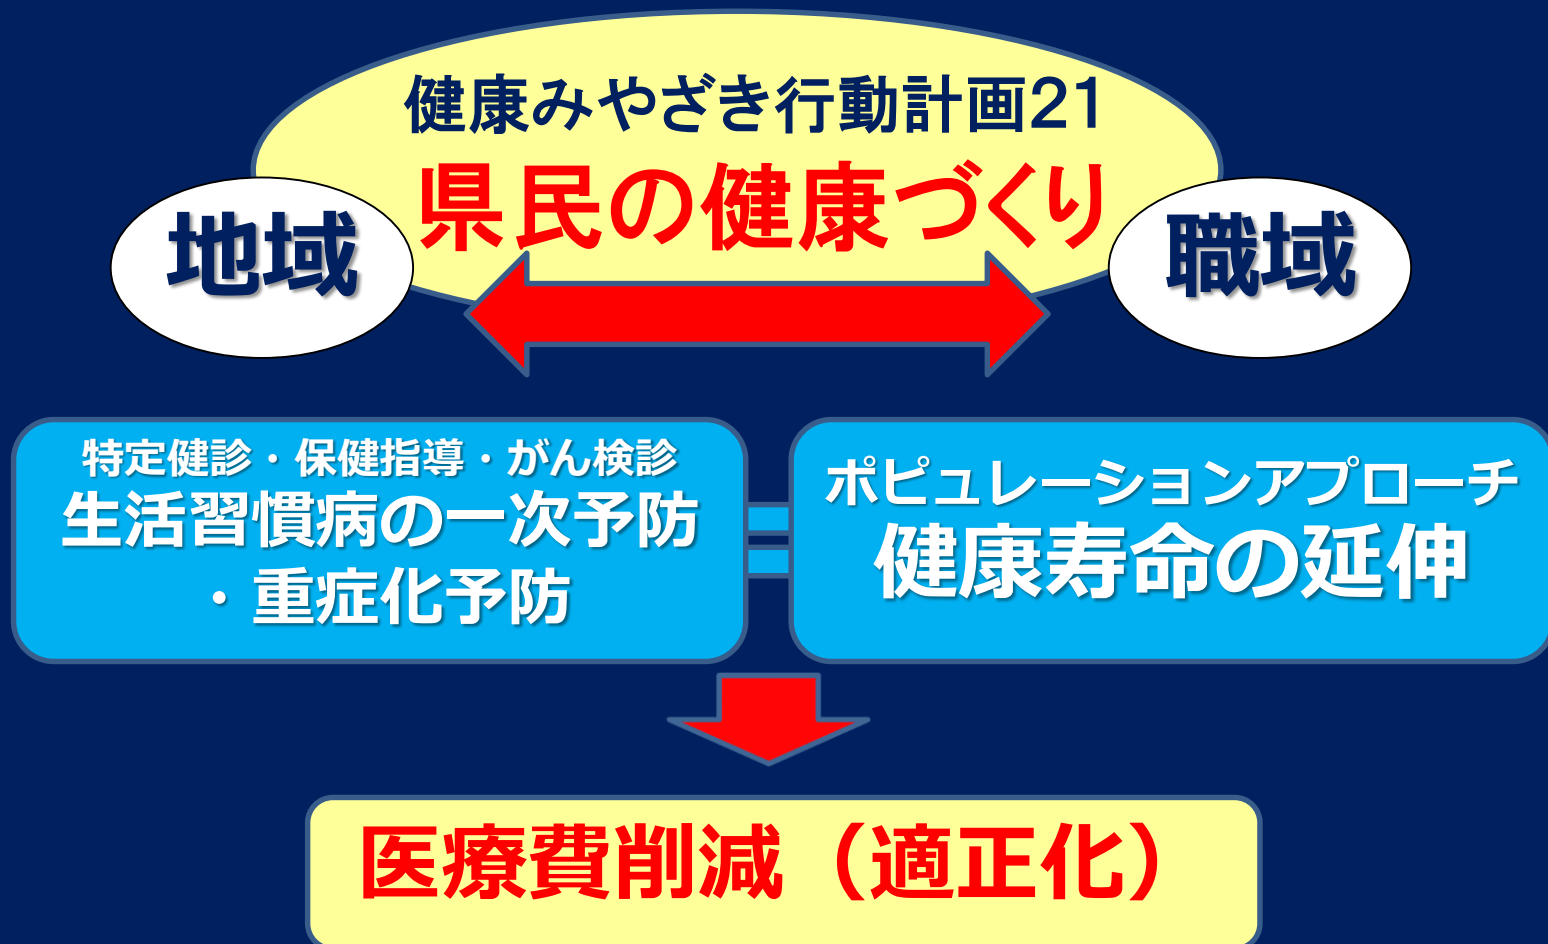 健康みやざき行動計画21
県民の健康づくり
地域
職域
特定健診・保健指導・がん検診
生活習慣病の一次予防
・重症化予防
ポピュレーションアプローチ
健康寿命の延伸
医療費削減（適正化）